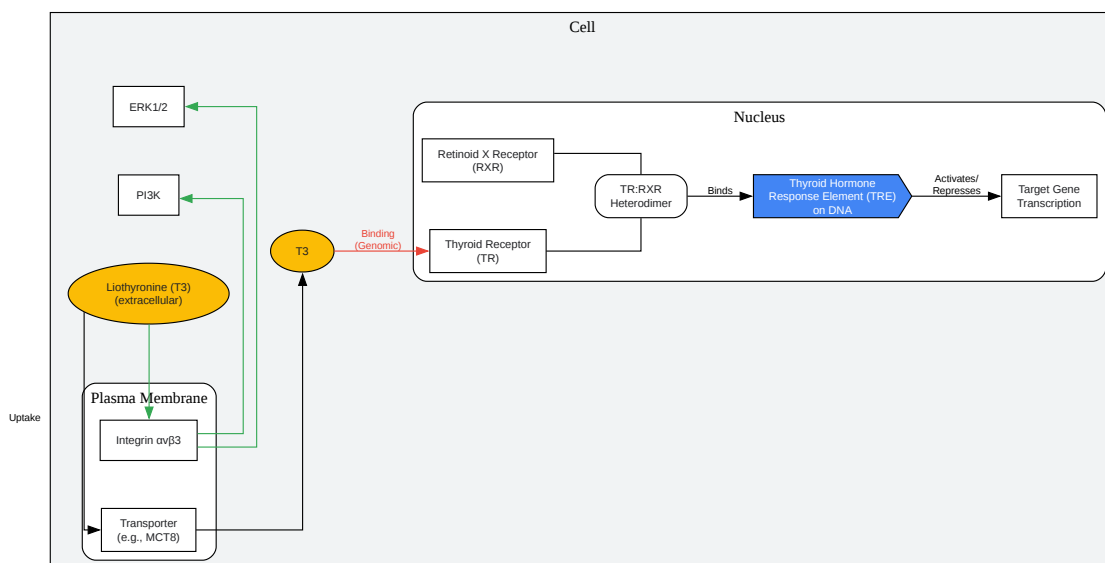 Cell
ERK1/2
Nucleus
Retinoid X Receptor
(RXR)
PI3K
TR:RXR
Heterodimer
Binds
Thyroid Hormone
Response Element (TRE)
on DNA
Activates/
Represses
Target Gene
Transcription
T3
Binding
(Genomic)
Thyroid Receptor
(TR)
Liothyronine (T3)
(extracellular)
Plasma Membrane
Uptake
Integrin αvβ3
Transporter
(e.g., MCT8)